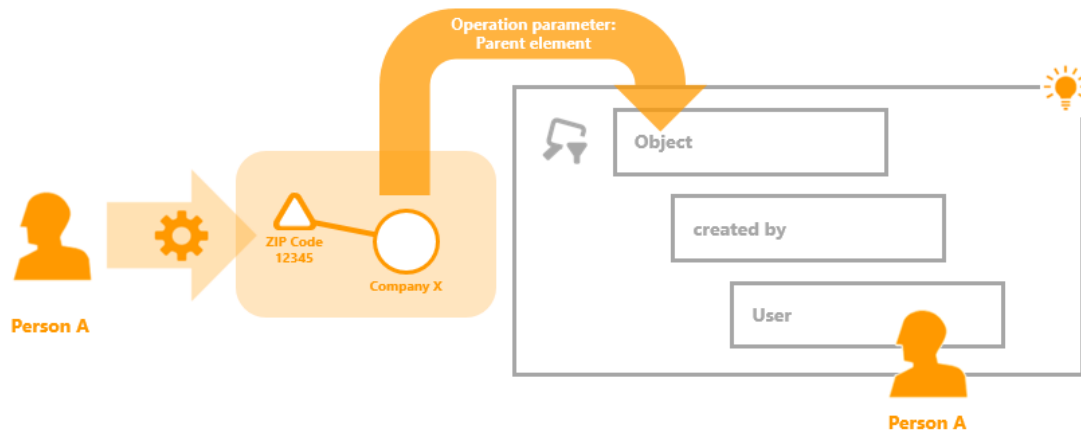 Operation parameter:
Parent element
Object
created by
User
ZIP Code
12345
Company X
Person A
Person A